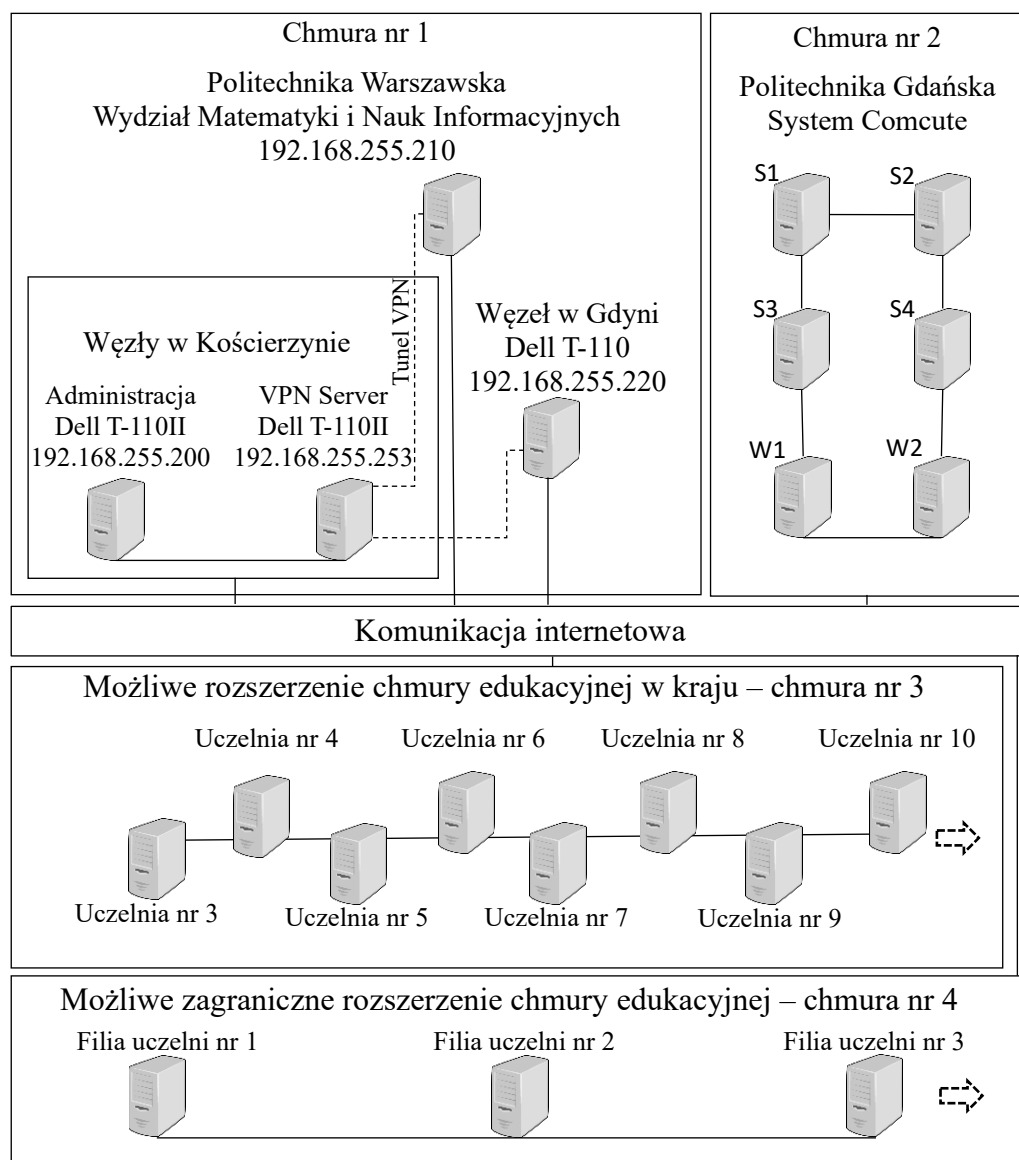 Chmura nr 1
Politechnika Warszawska
Wydział Matematyki i Nauk Informacyjnych
192.168.255.210
Tunel VPN
Węzły w Kościerzynie
Administracja
Dell T-110II
192.168.255.200
VPN Server
Dell T-110II
192.168.255.253
Węzeł w Gdyni
Dell T-110
192.168.255.220
Chmura nr 2
Politechnika Gdańska
System Comcute
S1
S2
S3
S4
W1
W2
Komunikacja internetowa
Możliwe rozszerzenie chmury edukacyjnej w kraju – chmura nr 3
Uczelnia nr 4
Uczelnia nr 6
Uczelnia nr 8
Uczelnia nr 10
Uczelnia nr 3
Uczelnia nr 5
Uczelnia nr 7
Uczelnia nr 9
Możliwe zagraniczne rozszerzenie chmury edukacyjnej – chmura nr 4
Filia uczelni nr 1
Filia uczelni nr 2
Filia uczelni nr 3